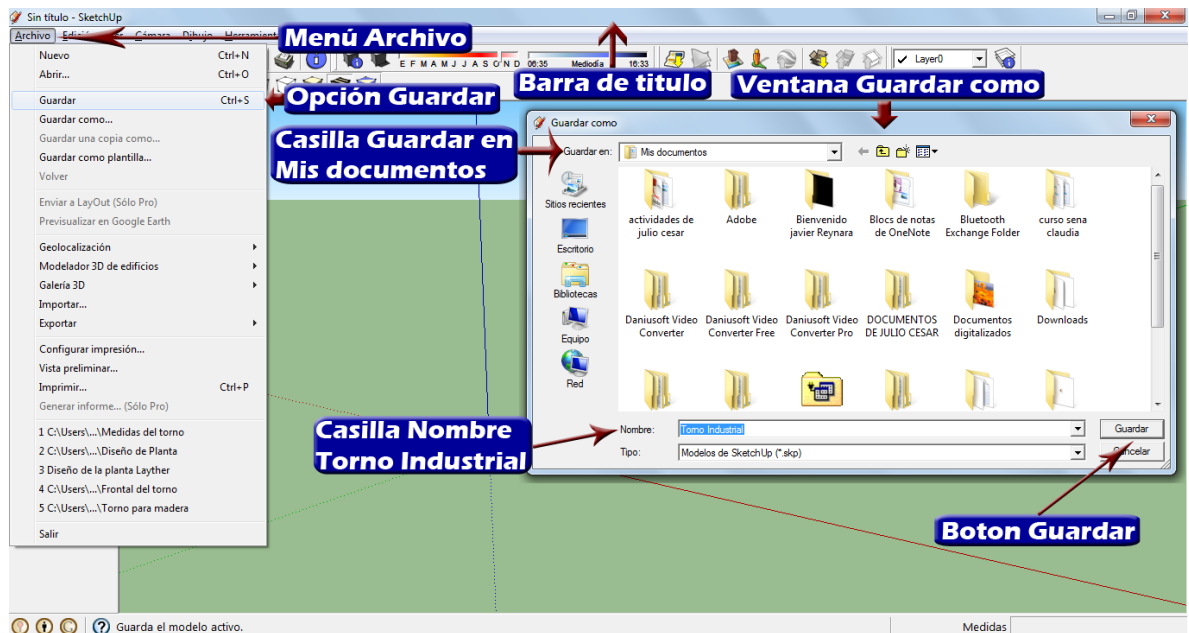 Sin título - SketchUp
Archivo Cámara Dibujo
Menú Archivo
Nuevo Ctrl+N
E F M A M J J A S O N D 06:35 Mediodía 16:33
Layer0
Abrir... Ctrl+O
Barra de titulo
Ventana Guardar como
Guardar Ctrl+S
Opción Guardar
Guardar como...
Guardar una copia como...
Guardar como plantilla...
Volver
Enviar a LayOut (Sólo Pro)
Previsualizar en Google Earth
Geolocalización
Modelador 3D de edificios
Galería 3D
Importar...
Exportar
Configurar impresión...
Vista preliminar...
Imprimir... Ctrl+P
Generar informe... (Sólo Pro)
1 C:\Users\...\Medidas del torno
2 C:\Users\...\Diseño de Planta
3 Diseño de la planta Layther
4 C:\Users\...\Frontal del torno
5 C:\Users\...\Torno para madera
Salir
Casilla Guardar en
Mis documentos
Guardar como
Guardar en: Mis documentos
Sitios recientes
Escritorio
Bibliotecas
Equipo
Red
actividades de
julio cesar
Adobe
Bienvenido
javier Reynara
Blocs de notas
de OneNote
Bluetooth
Exchange Folder
curso sena
claudia
Daniusoft Video
Converter
Daniusoft Video
Converter Free
Daniusoft Video
Converter Pro
DOCUMENTOS
DE JULIO CESAR
Documentos
digitalizados
Downloads
Casilla Nombre
Torno Industrial
Nombre: Torno Industrial Guardar
Tipo: Modelos de SketchUp (*.skp) Cancelar
Boton Guardar
Guarda el modelo activo.
Medidas